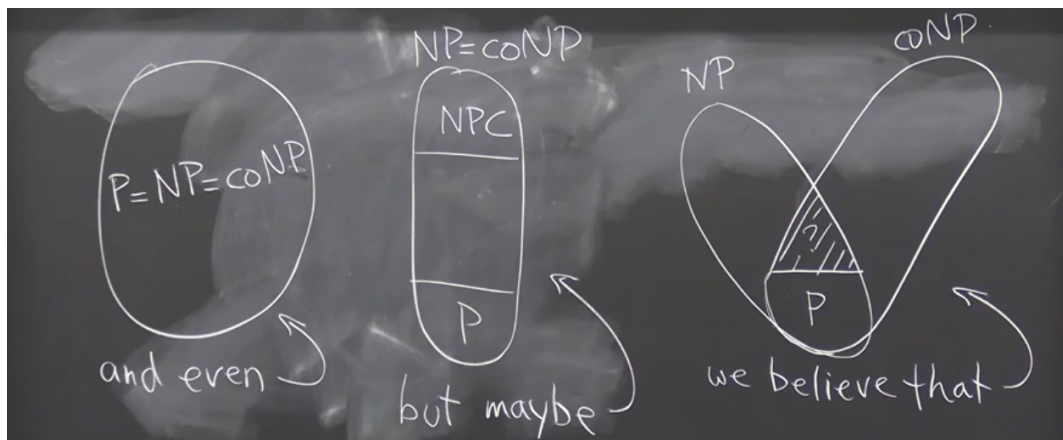 P=NP=coNP
and even
NP=coNP
NPC
P
but maybe
NP
coNP.
?
P
we believe that